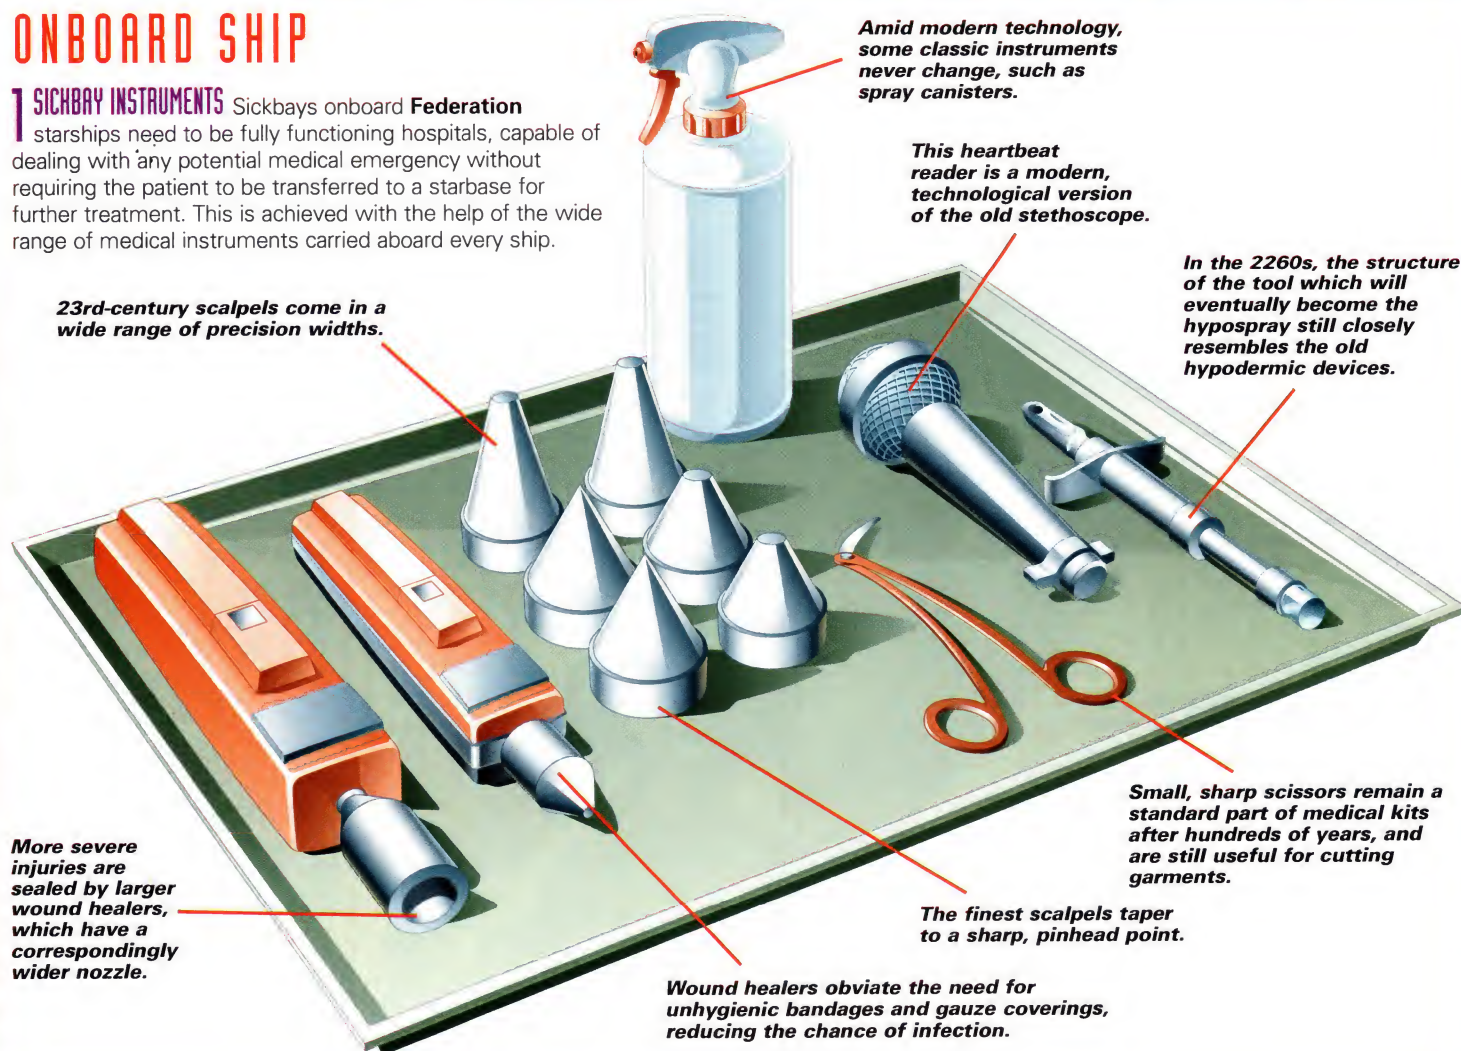 ONBOARD SHIP
1 SICKBAY INSTRUMENTS Sickbays onboard Federation
starships need to be fully functioning hospitals, capable of
dealing with any potential medical emergency without
requiring the patient to be transferred to a starbase for
further treatment. This is achieved with the help of the wide
range of medical instruments carried aboard every ship.
Amid modern technology,
some classic instruments
never change, such as
spray canisters.
This heartbeat
reader is a modern,
technological version
of the old stethoscope.
In the 2260s, the structure
of the tool which will
eventually become the
hypospray still closely
resembles the old
hypodermic devices.
23rd-century scalpels come in a
wide range of precision widths.
More severe
injuries are
sealed by larger
wound healers,
which have a
correspondingly
wider nozzle.
Small, sharp scissors remain a
standard part of medical kits
after hundreds of years, and
are still useful for cutting
garments.
The finest scalpels taper
to a sharp, pinhead point.
Wound healers obviate the need for
unhygienic bandages and gauze coverings,
reducing the chance of infection.